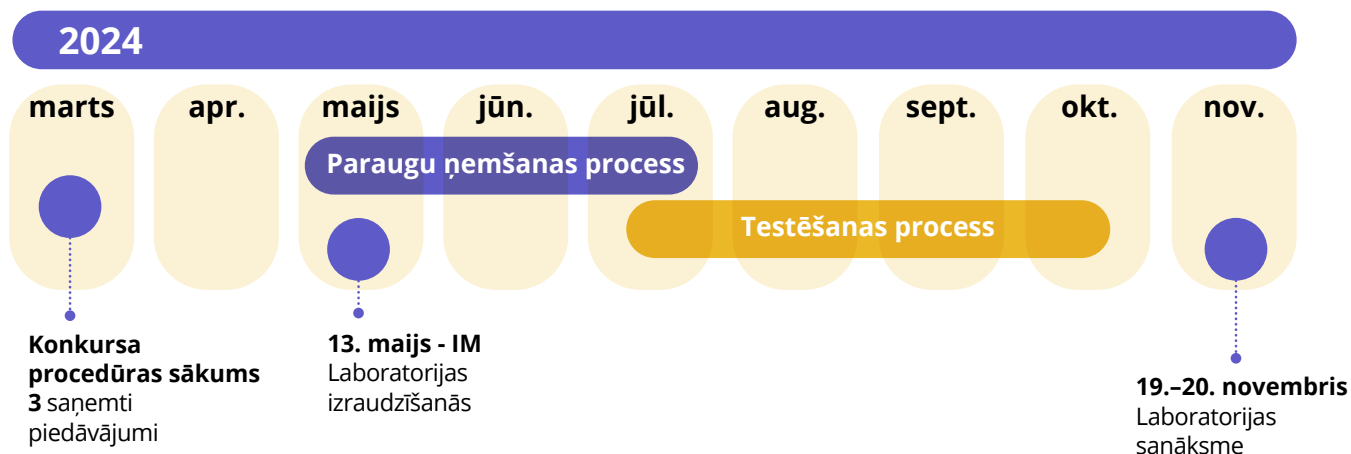 2024
marts apr. maijs jūn. jūl. aug. sept. okt. nov.
Paraugu ņemšanas process
Testēšanas process
Konkursa
procedūras sākums
3 saņemti
piedāvājumi
13. maijs - IM
Laboratorijas
izraudzīšanās
19.–20. novembris
Laboratorijas
sanāksme